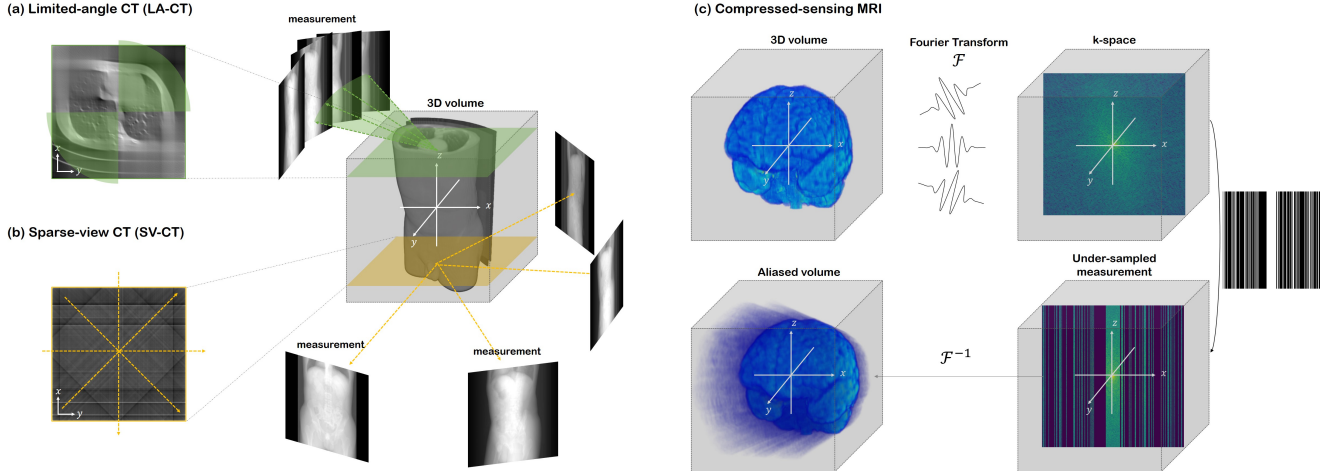 (a) Limited-angle CT (LA-CT)
measurement
3D volume
x
y
z
x
y
(b) Sparse-view CT (SV-CT)
x
y
measurement
measurement
(c) Compressed-sensing MRI
3D volume
z
x
y
Fourier Transform
ℱ
k-space
z
x
y
Aliased volume
z
x
y
ℱ⁻¹
Under-sampled
measurement
z
x
y